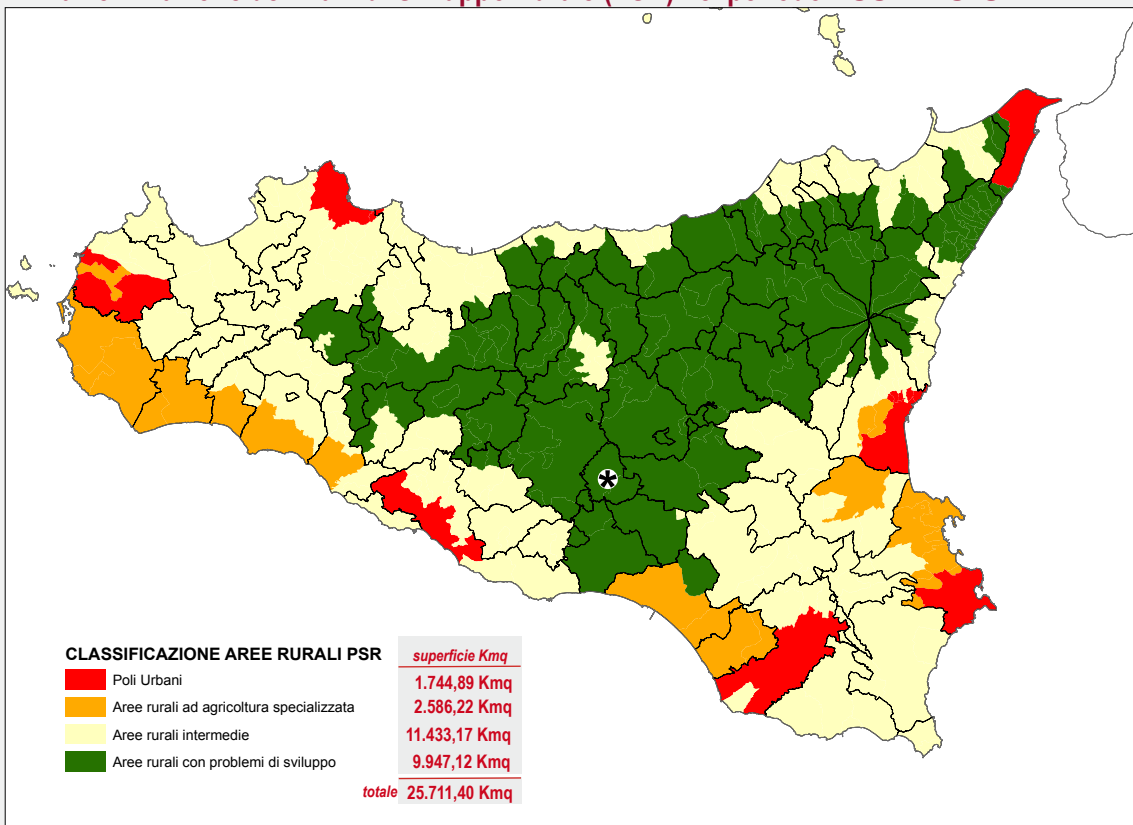 CLASSIFICAZIONE AREE RURALI PSR
superficie Kmq
Poli Urbani 1.744,89 Kmq
Aree rurali ad agricoltura specializzata 2.586,22 Kmq
Aree rurali intermedie 11.433,17 Kmq
Aree rurali con problemi di sviluppo 9.947,12 Kmq
totale 25.711,40 Kmq